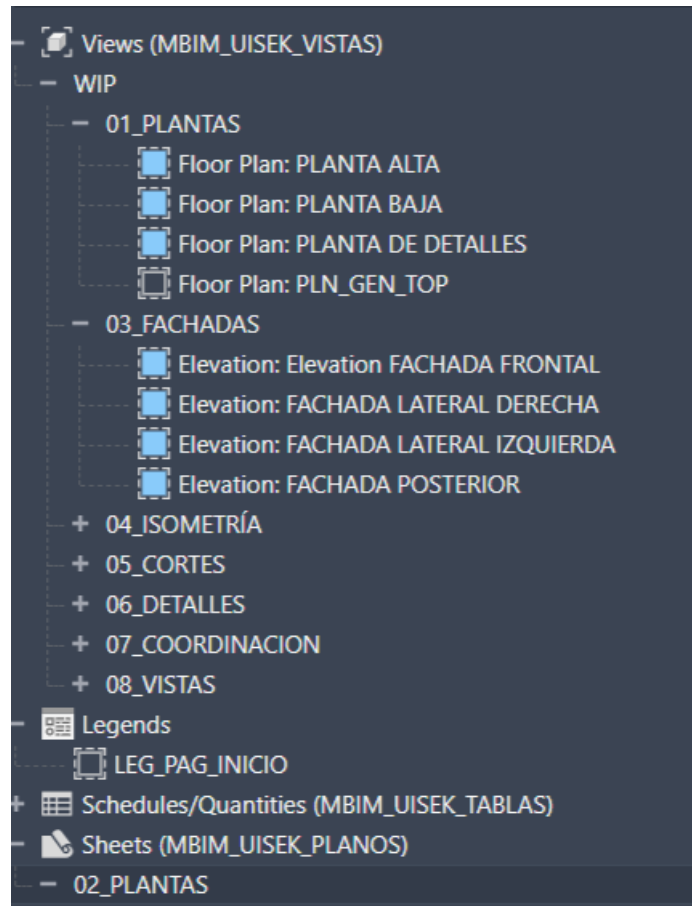 Views (MBIM_UISEK_VISTAS)
WIP
01_PLANTAS
Floor Plan: PLANTA ALTA
Floor Plan: PLANTA BAJA
Floor Plan: PLANTA DE DETALLES
Floor Plan: PLN_GEN_TOP
03_FACHADAS
Elevation: Elevation FACHADA FRONTAL
Elevation: FACHADA LATERAL DERECHA
Elevation: FACHADA LATERAL IZQUIERDA
Elevation: FACHADA POSTERIOR
04_ISOMETRÍA
05_CORTES
06_DETALLES
07_COORDINACION
08_VISTAS
Legends
LEG_PAG_INICIO
Schedules/Quantities (MBIM_UISEK_TABLAS)
Sheets (MBIM_UISEK_PLANOS)
02_PLANTAS